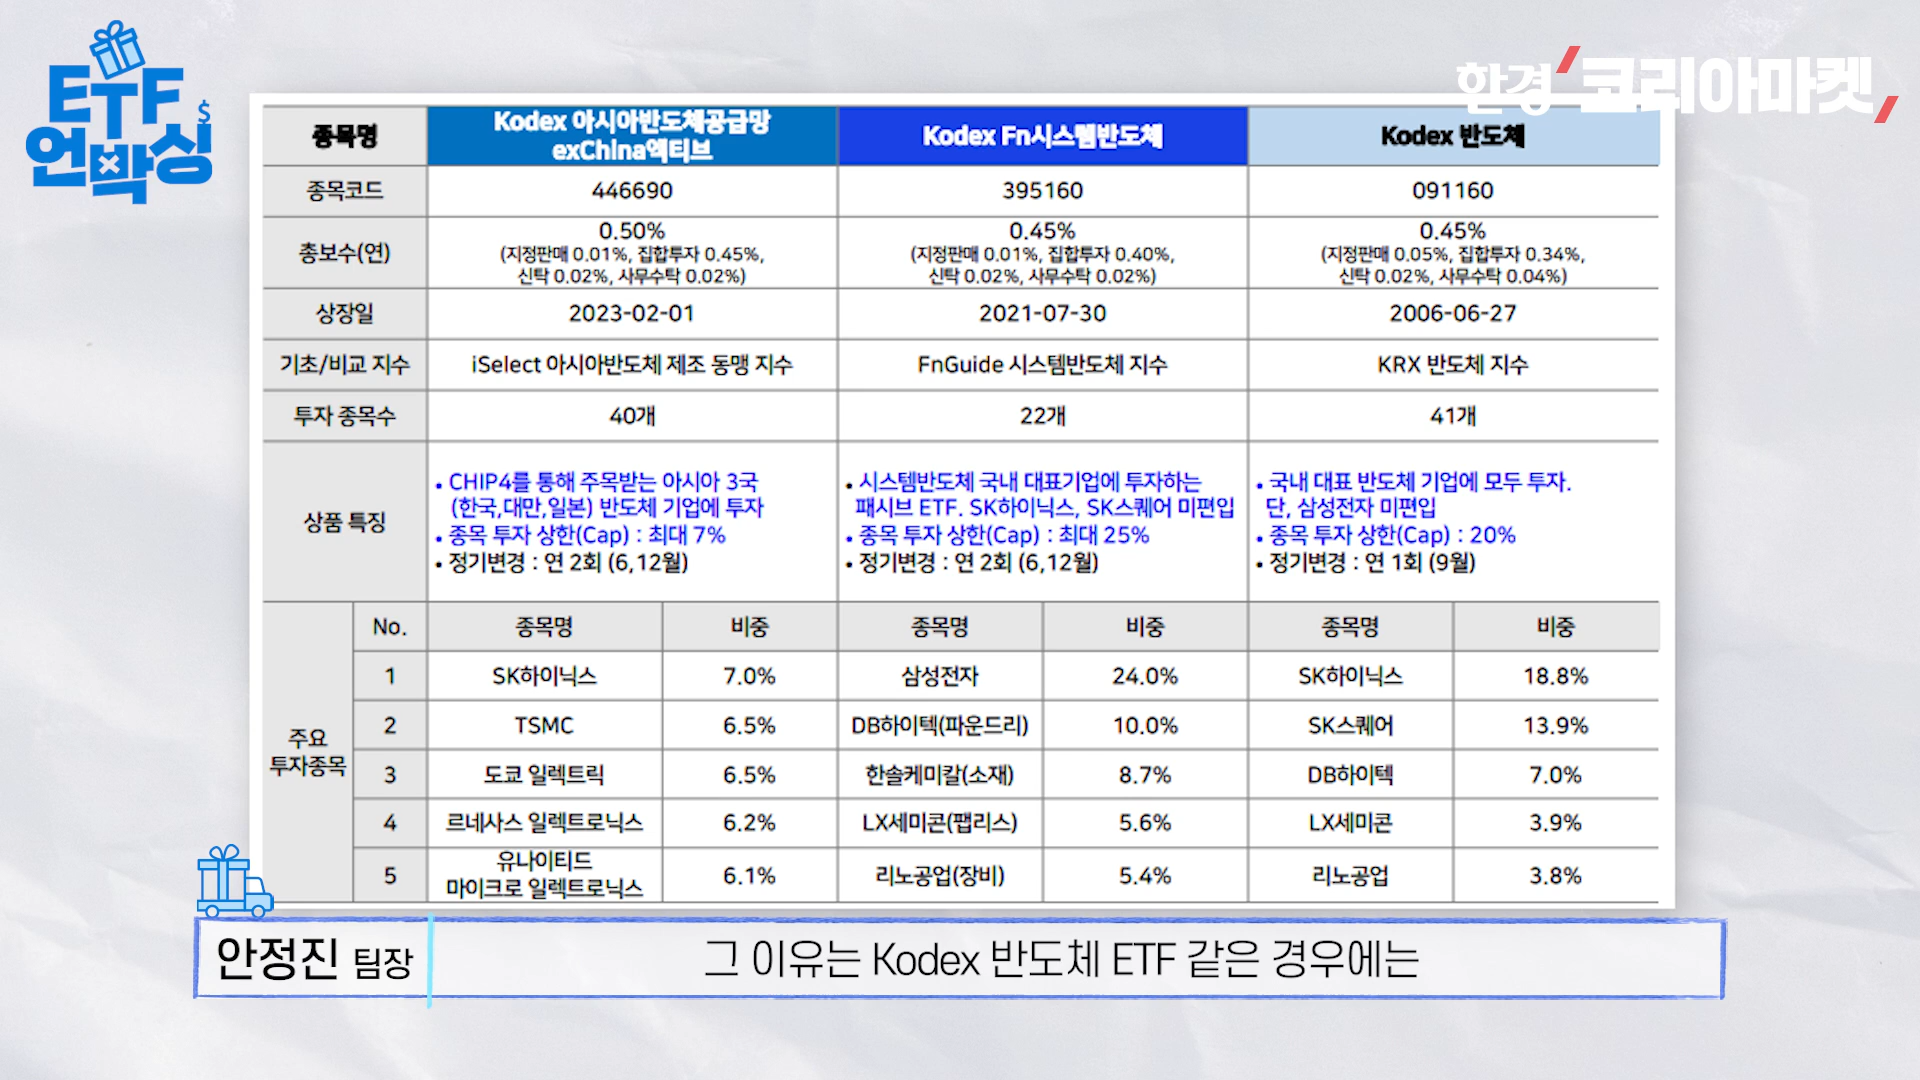 ETF
언박싱
한경 '코리아마켓,
종목명
Kodex 아시아반도체공급망
exChina액티브
Kodex Fn시스템반도체
Kodex 반도체
종목코드
446690
395160
091160
총보수(연)
0.50%
(지정판매 0.01%, 집합투자 0.45%,
신탁 0.02%, 사무수탁 0.02%)
0.45%
(지정판매 0.01%, 집합투자 0.40%,
신탁 0.02%, 사무수탁 0.02%)
0.45%
(지정판매 0.05%, 집합투자 0.34%,
신탁 0.02%, 사무수탁 0.04%)
상장일
2023-02-01
2021-07-30
2006-06-27
기초/비교 지수
iSelect 아시아반도체 제조 동맹 지수
FnGuide 시스템반도체 지수
KRX 반도체 지수
투자 종목수
40개
22개
41개
상품 특징
• CHIP4를 통해 주목받는 아시아 3국
(한국,대만,일본) 반도체 기업에 투자
• 종목 투자 상한(Cap) : 최대 7%
• 정기변경 : 연 2회 (6,12월)
• 시스템반도체 국내 대표기업에 투자하는
패시브 ETF. SK하이닉스, SK스퀘어 미편입
• 종목 투자 상한(Cap) : 최대 25%
• 정기변경 : 연 2회 (6,12월)
• 국내 대표 반도체 기업에 모두 투자.
단, 삼성전자 미편입
• 종목 투자 상한(Cap) : 20%
• 정기변경 : 연 1회 (9월)
주요
투자종목
No.
종목명
비중
종목명
비중
종목명
비중
1
SK하이닉스
7.0%
삼성전자
24.0%
SK하이닉스
18.8%
2
TSMC
6.5%
DB하이텍(파운드리)
10.0%
SK스퀘어
13.9%
3
도쿄 일렉트릭
6.5%
한솔케미칼(소재)
8.7%
DB하이텍
7.0%
4
르네사스 일렉트로닉스
6.2%
LX세미콘(팹리스)
5.6%
LX세미콘
3.9%
5
유나이티드
마이크로 일렉트로닉스
6.1%
리노공업(장비)
5.4%
리노공업
3.8%
안정진 팀장
그 이유는 Kodex 반도체 ETF 같은 경우에는